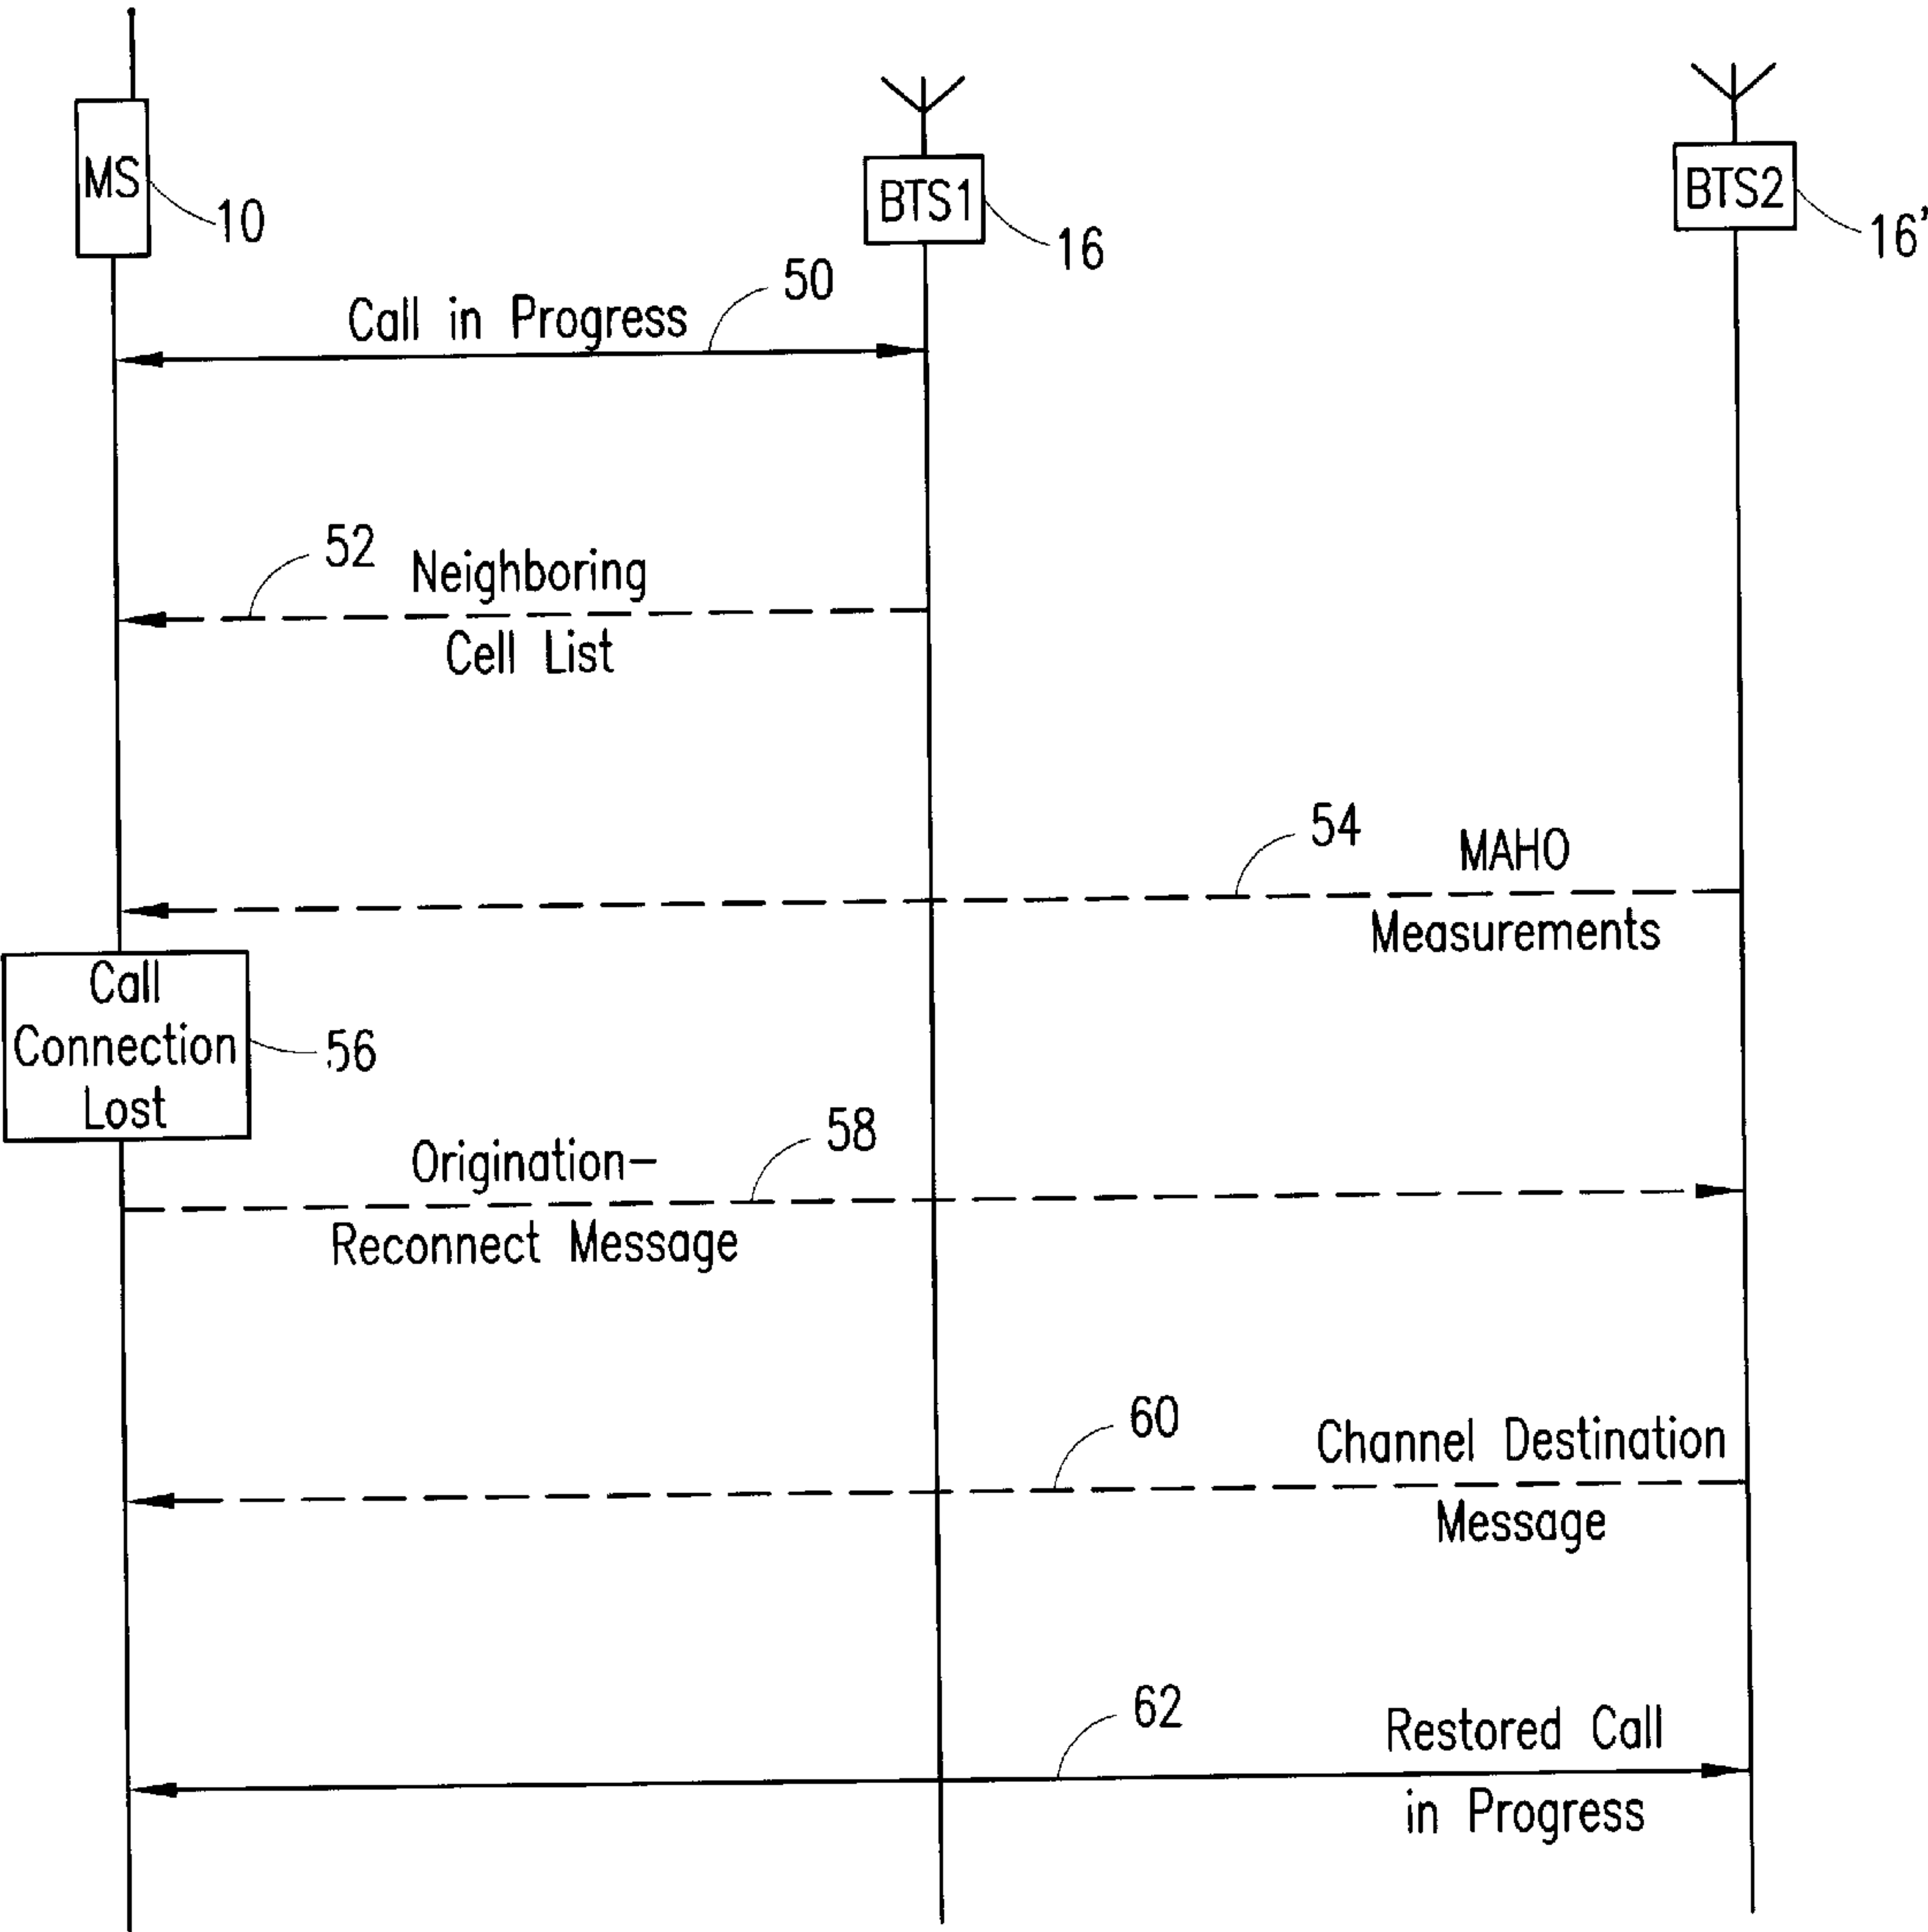 MS
10
BTS1
16
BTS2
16'
50
Call in Progress
52
Neighboring
Cell List
54
MAHO
Measurements
Call
Connection
Lost
56
58
Origination-
Reconnect Message
60
Channel Destination
Message
62
Restored Call
in Progress